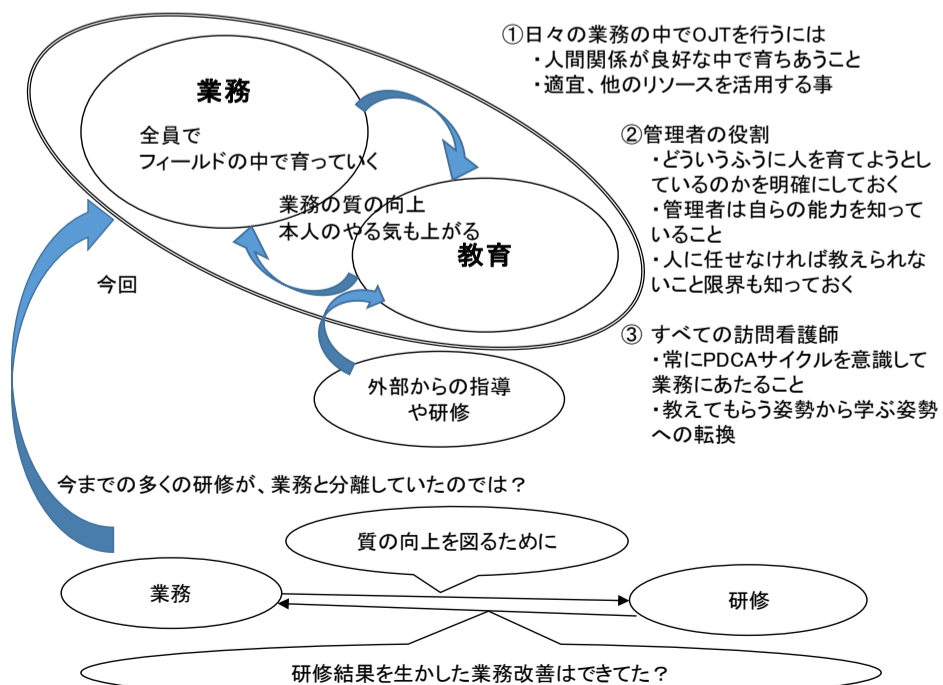 ①日々の業務の中でOJTを行うには
・人間関係が良好な中で育ちあうこと
・適宜、他のリソースを活用する事
業務
全員で
フィールドの中で育っていく
②管理者の役割
・どういうふうに人を育てようとし
ているのかを明確にしておく
・管理者は自らの能力を知って
いること
・人に任せなければ教えられな
いこと限界も知っておく
業務の質の向上
本人のやる気も上がる
教育
今回
③ すべての訪問看護師
・常にPDCAサイクルを意識して
業務にあたること
・教えてもらう姿勢から学ぶ姿勢
への転換
外部からの指導
や研修
今までの多くの研修が、業務と分離していたのでは？
質の向上を図るために
業務
研修
研修結果を生かした業務改善はできてた？